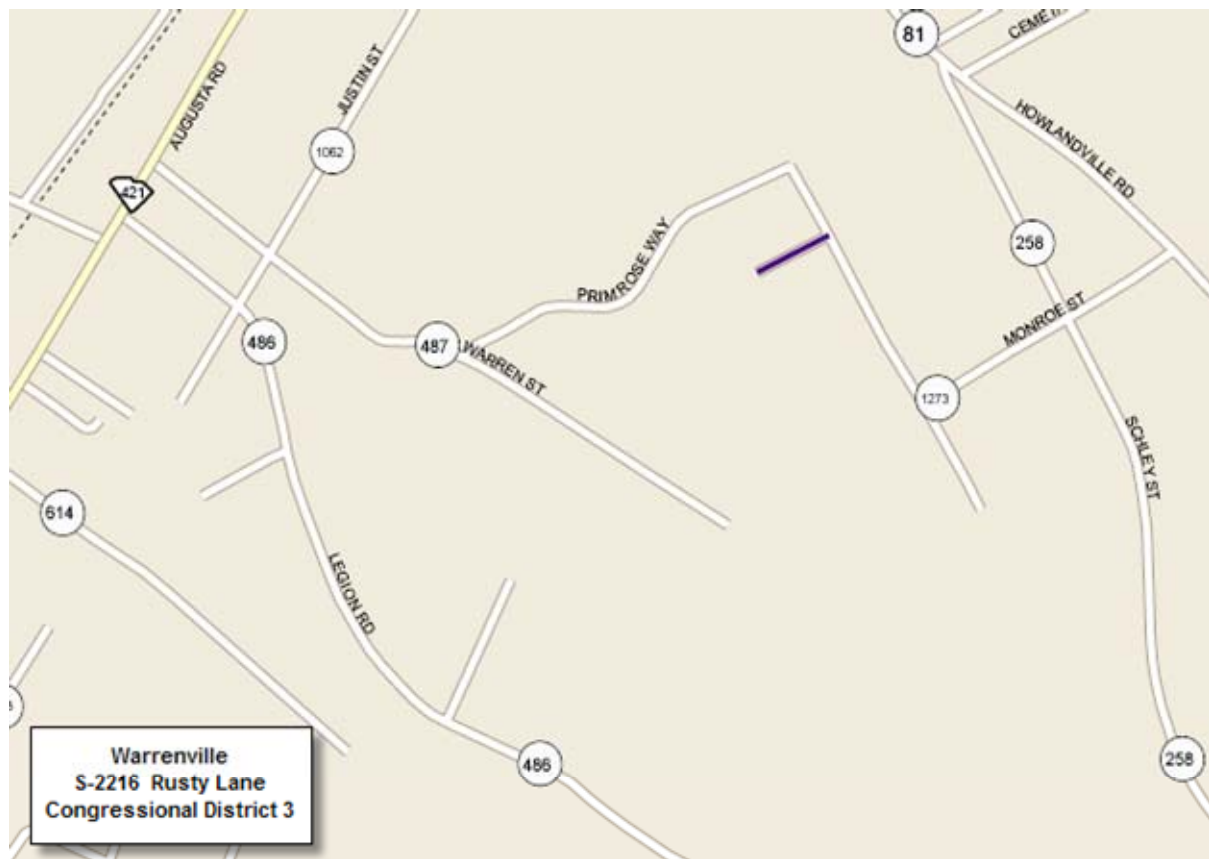 81
CEMETE
AUGUSTA RD
JUSTIN ST
HOWLANDVILLE RD
1062
421
258
PRIMROSE WAY
MONROE ST
486
487
WARREN ST
1273
SCHLEY ST
614
LEGION RD
486
258
Warrenville
S-2216 Rusty Lane
Congressional District 3